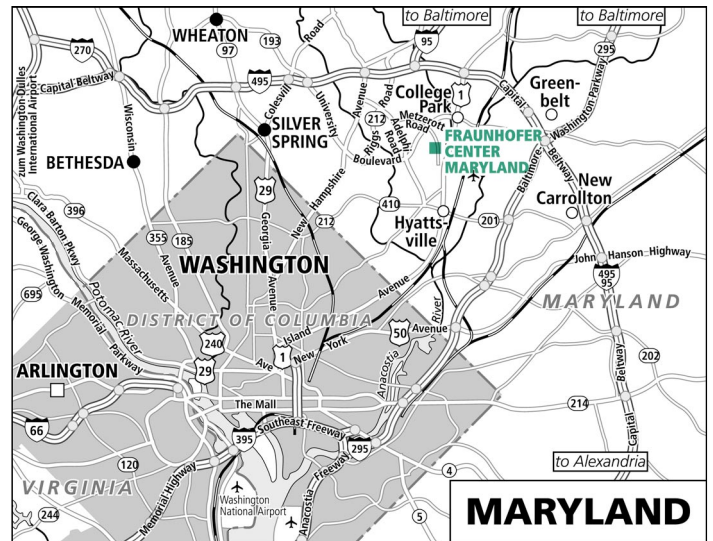 to Baltimore
to Baltimore
WHEATON
Road
270
97
193
95
295
zum Washington-Dulles
International Airport
Capital Beltway
495
Colesvill
University
Avenue
Road
College
Park
1
Capital
Green-
belt
Washington Parkway
Wisconsin
212
Metzerott
Road
Riggs
Adelphi
Road
Boulevard
SILVER
SPRING
FRAUNHOFER
CENTER
MARYLAND
BETHESDA
Baltimore
Beltway
New
Carrollton
29
New Hampshire
410
Hyatts-
ville
201
Clara Barton Pkwy
396
George Washington
355
185
Georgia
212
Massachusetts
Avenue
WASHINGTON
John Hanson Highway
495
95
695
Potomac River
Memorial
Parkway
Avenue
Avenue
River
MARYLAND
DISTRICT OF COLUMBIA
240
50
Avenue
29
1
Island
Ave
New York
Anacostia
202
ARLINGTON
Beltway
The Mall
214
66
Southeast Freeway
395
295
Capital
120
4
to Alexandria
VIRGINIA
Memorial Highway
Washington
National Airport
Anacostia Freeway
244
5
MARYLAND